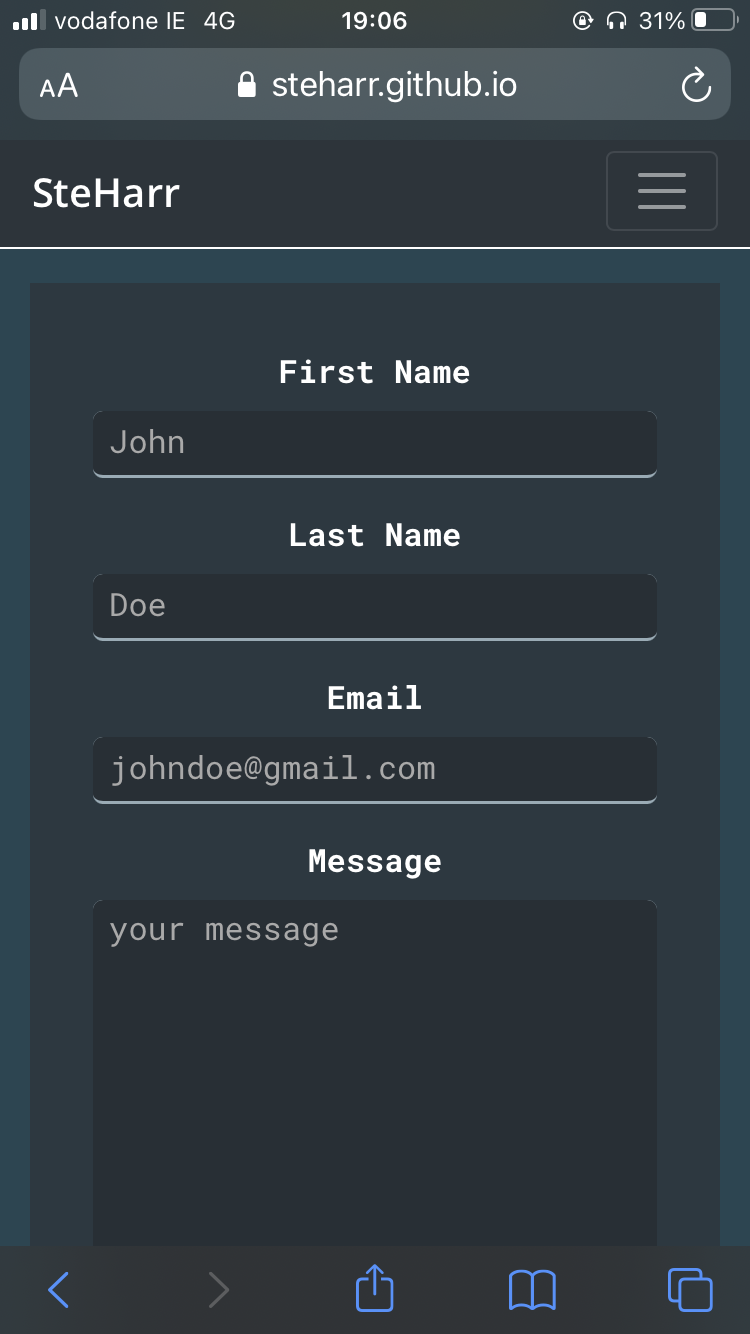 vodafone IE 4G 19:06 31%
AA steharr.github.io
SteHarr
First Name
John
Last Name
Doe
Email
johndoe@gmail.com
Message
your message